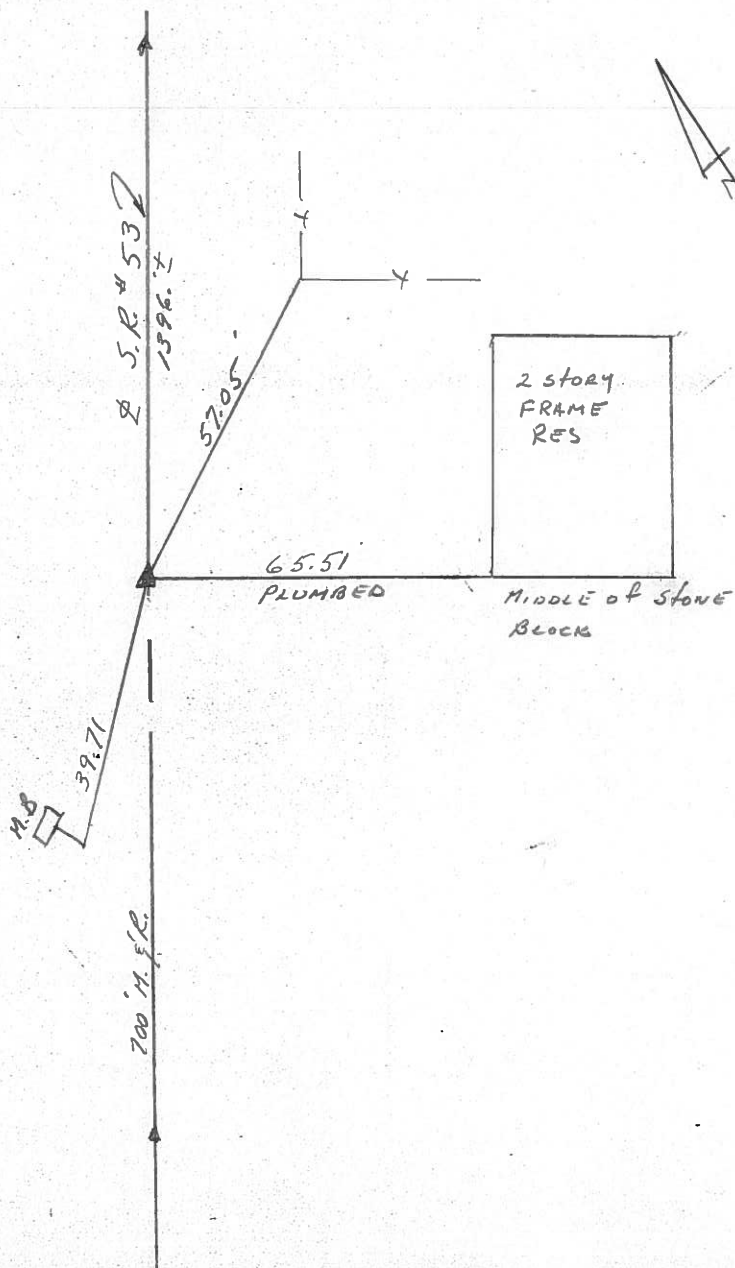 ℄ S.R. # 53
1396.'±
57.05'
2 STORY
FRAME
RES
65.51
PLUMBED
MIDDLE OF STONE
BLOCK
39.71
M.B
700' M. & R.
N